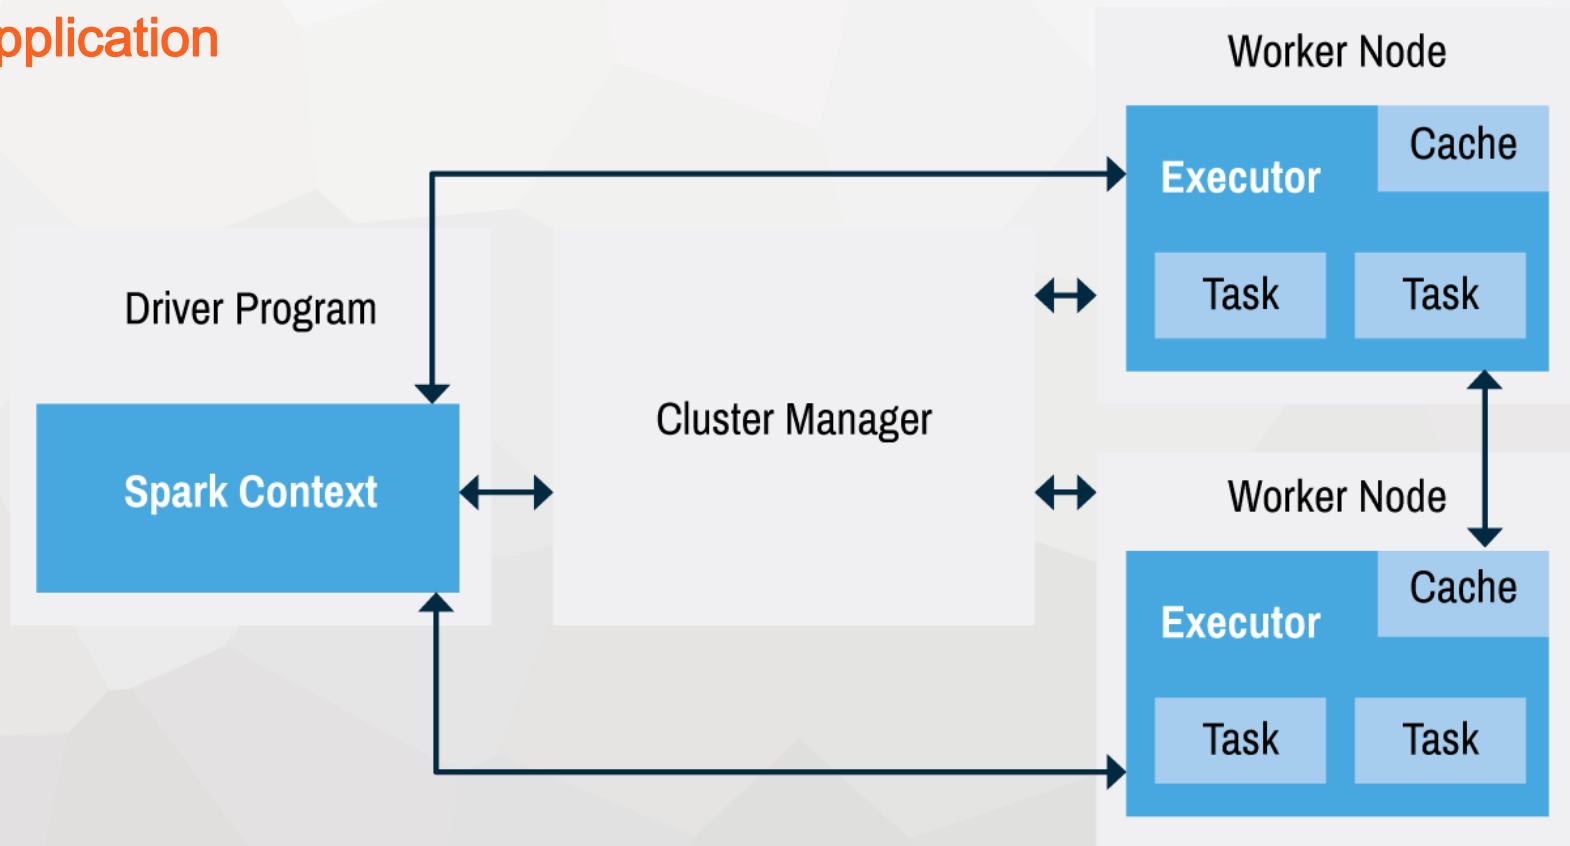 pplication
Worker Node
Executor
Cache
Task
Task
Driver Program
Spark Context
Cluster Manager
Worker Node
Executor
Cache
Task
Task